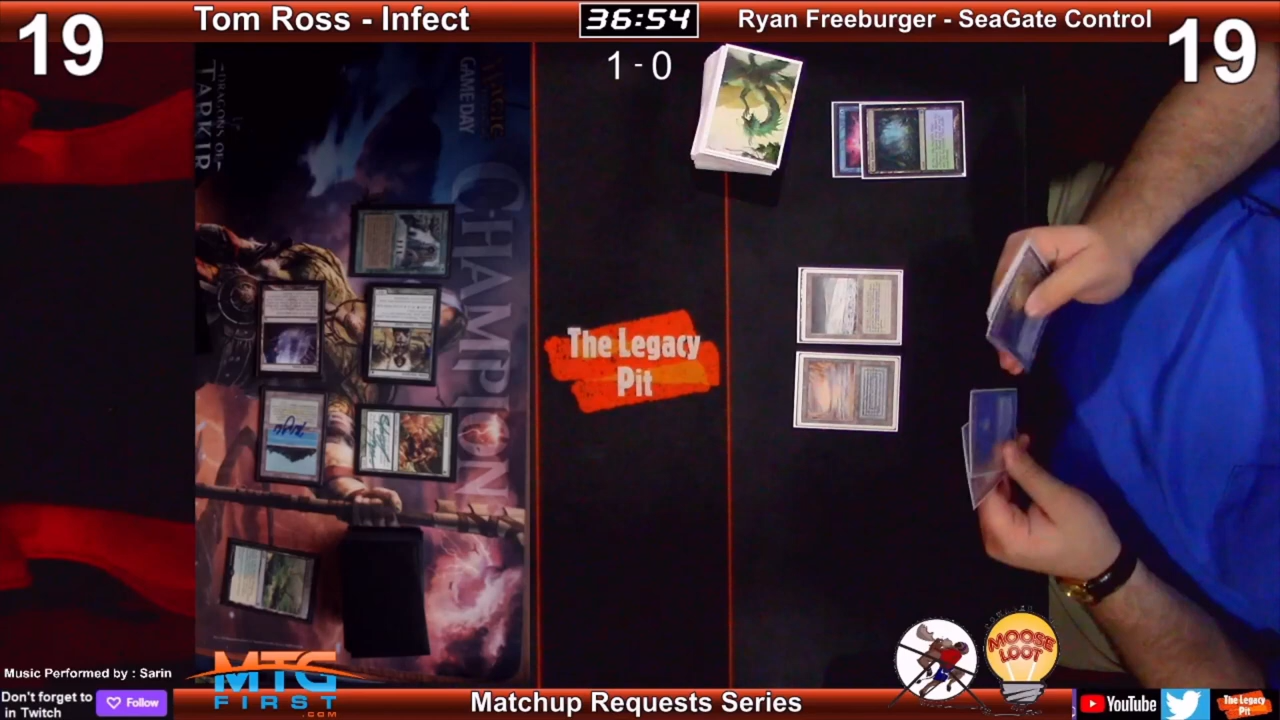 Tom Ross - Infect
36:54
Ryan Freeburger - SeaGate Control
19
19
1 - 0
DRAGONS OF
TARKIR
MAGIC
GAME DAY
CHAMPION
The Legacy
Pit
MOOSE
LOOT
MTG
FIRST
.COM
Music Performed by : Sarin
Don't forget to
in Twitch
Follow
Matchup Requests Series
YouTube
The Legacy
Pit